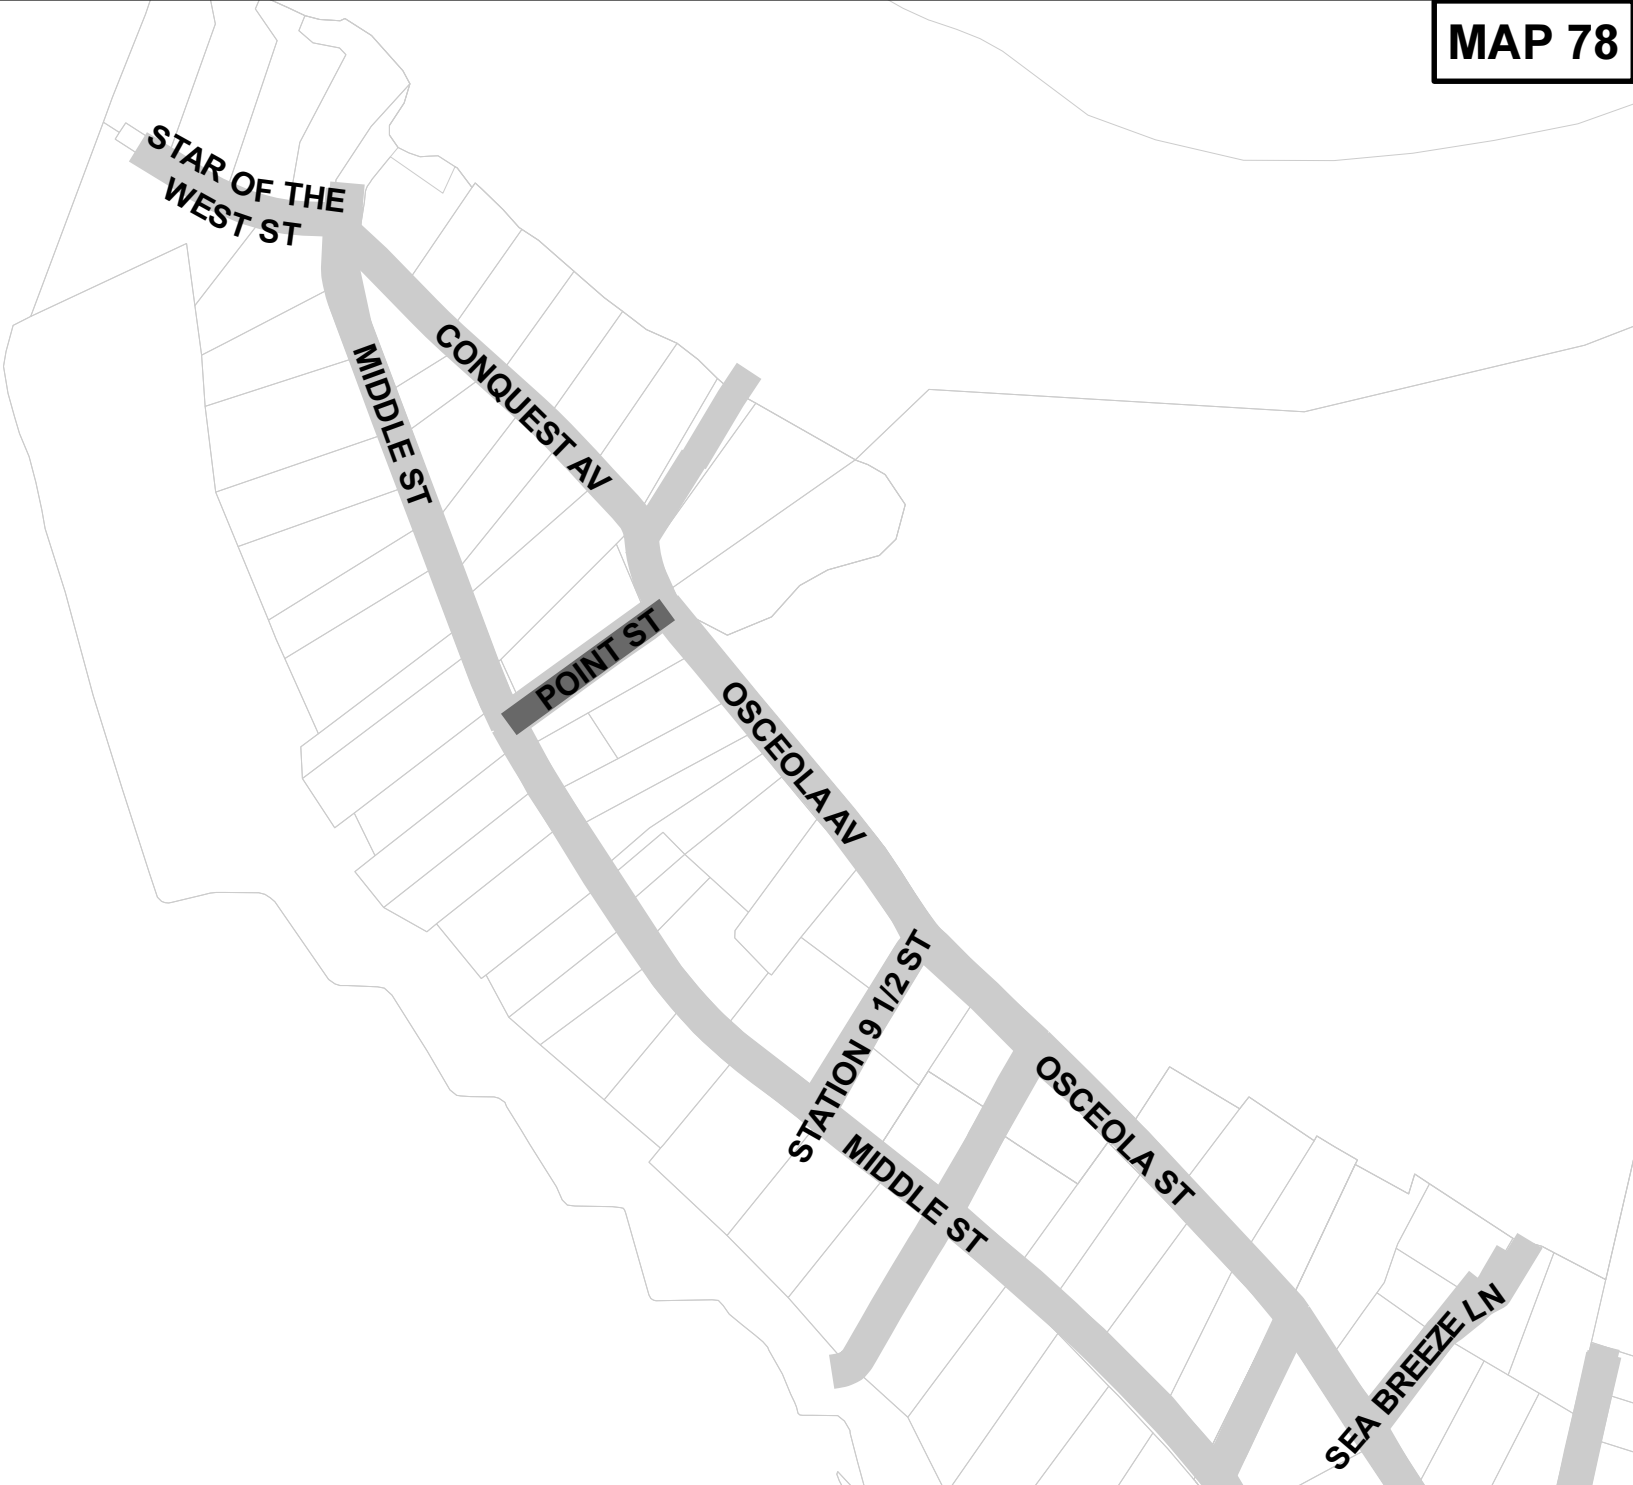 MAP 78
STAR OF THE
WEST ST
CONQUEST AV
MIDDLE ST
POINT ST
OSCEOLA AV
STATION 9 1/2 ST
OSCEOLA ST
MIDDLE ST
SEA BREEZE LN